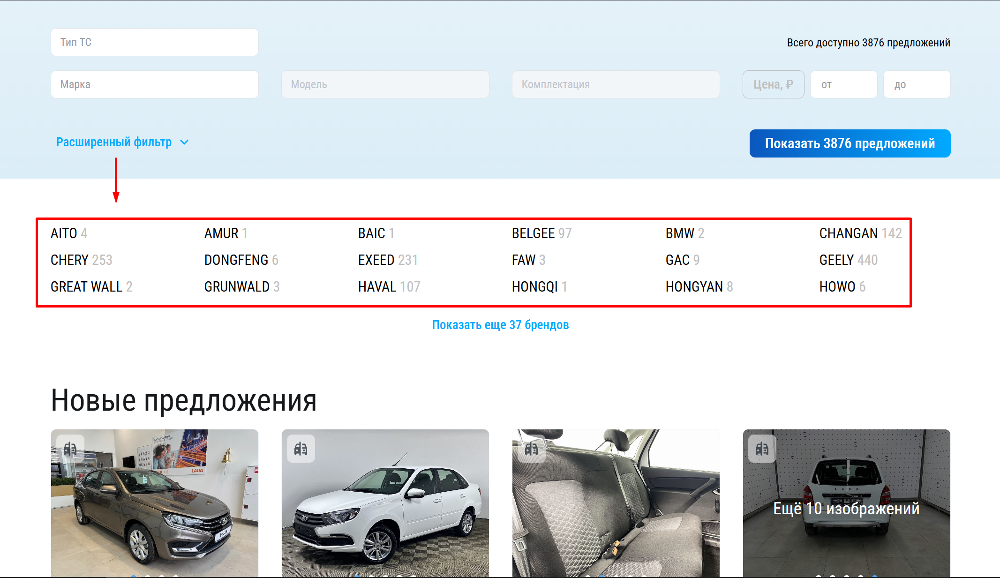 Тип ТС
Всего доступно 3876 предложений
Марка
Модель
Комплектация
Цена, ₽
от
до
Расширенный фильтр
Показать 3876 предложений
AITO 4
AMUR 1
BAIC 1
BELGEE 97
BMW 2
CHANGAN 142
CHERY 253
DONGFENG 6
EXEED 231
FAW 3
GAC 9
GEELY 440
GREAT WALL 2
GRUNWALD 3
HAVAL 107
HONGQI 1
HONGYAN 8
HOWO 6
Показать еще 37 брендов
Новые предложения
LADA
VESTA
LADA
Ещё 10 изображений